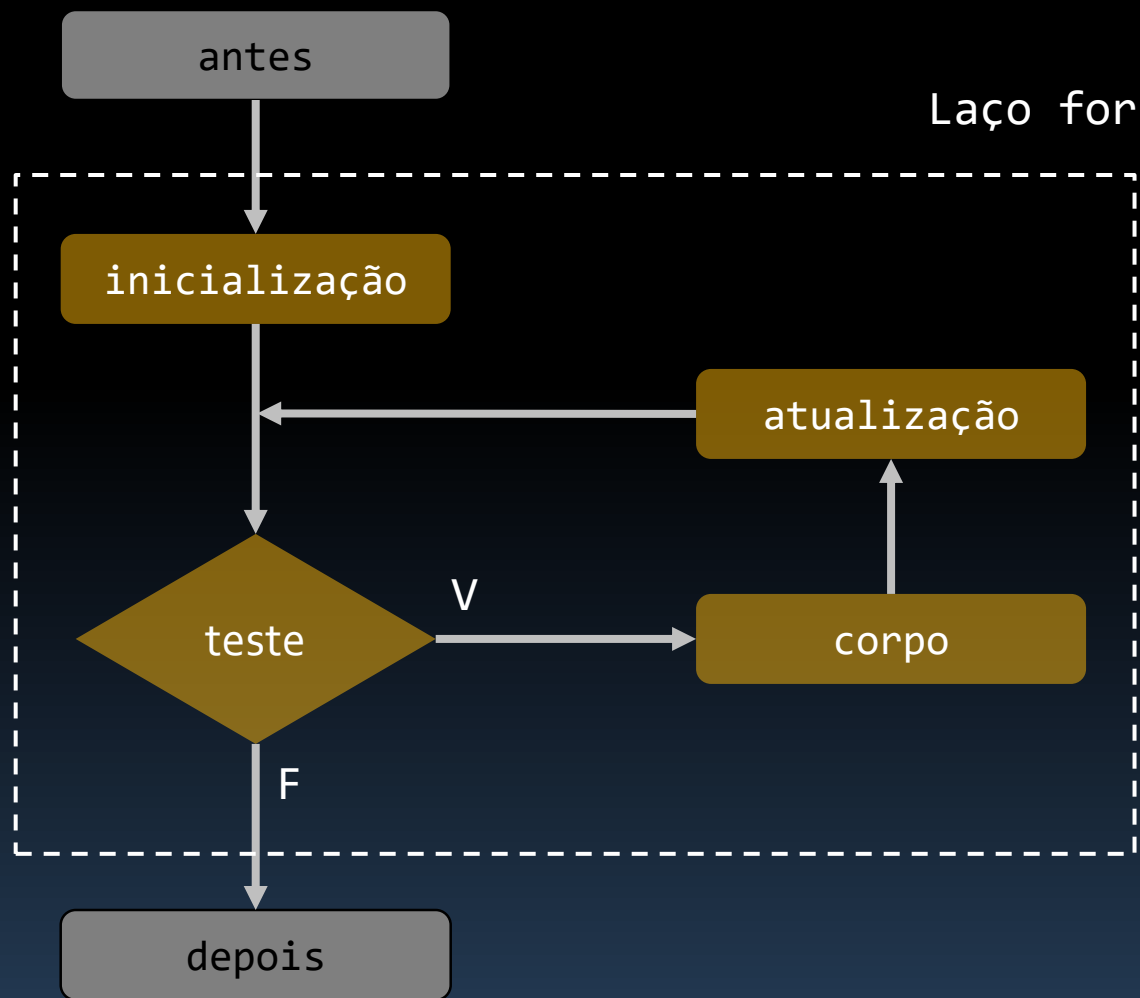 antes
Laço for
inicialização
atualização
V
teste
corpo
F
depois